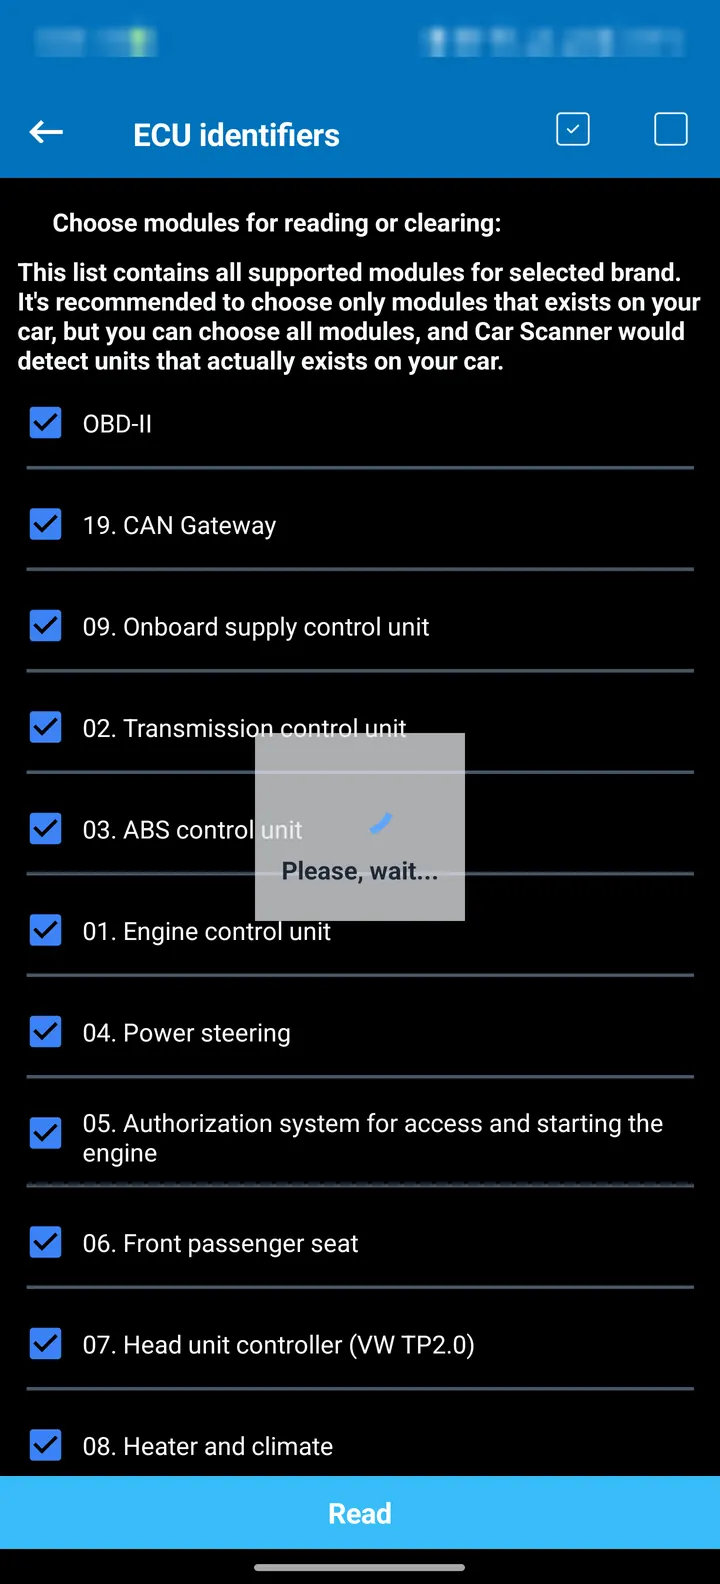 ECU identifiers
Choose modules for reading or clearing:
This list contains all supported modules for selected brand.
It's recommended to choose only modules that exists on your
car, but you can choose all modules, and Car Scanner would
detect units that actually exists on your car.
OBD-II
19. CAN Gateway
09. Onboard supply control unit
02. Transmission control unit
03. ABS control unit
Please, wait...
01. Engine control unit
04. Power steering
05. Authorization system for access and starting the
engine
06. Front passenger seat
07. Head unit controller (VW TP2.0)
08. Heater and climate
Read